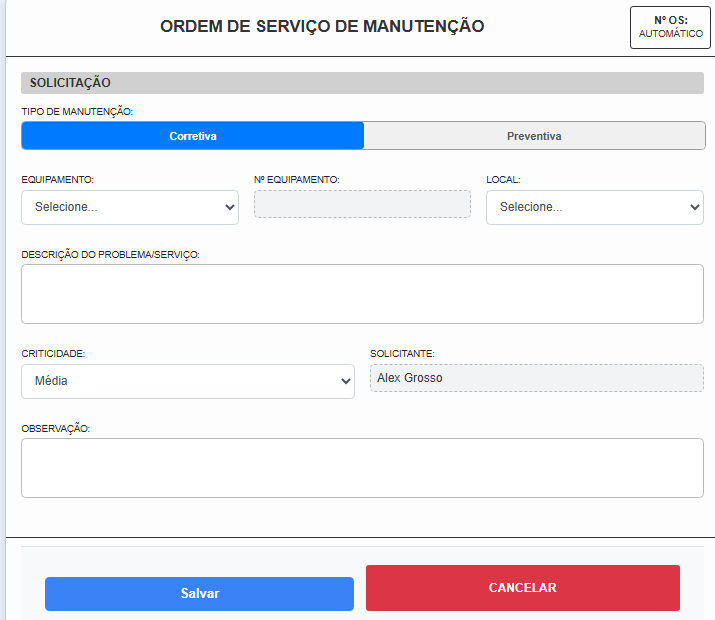 ORDEM DE SERVIÇO DE MANUTENÇÃO
Nº OS:
AUTOMÁTICO
SOLICITAÇÃO
TIPO DE MANUTENÇÃO:
Corretiva Preventiva
EQUIPAMENTO: Nº EQUIPAMENTO: LOCAL:
Selecione... Selecione...
DESCRIÇÃO DO PROBLEMA/SERVIÇO:
CRITICIDADE: SOLICITANTE:
Média Alex Grosso
OBSERVAÇÃO:
Salvar CANCELAR